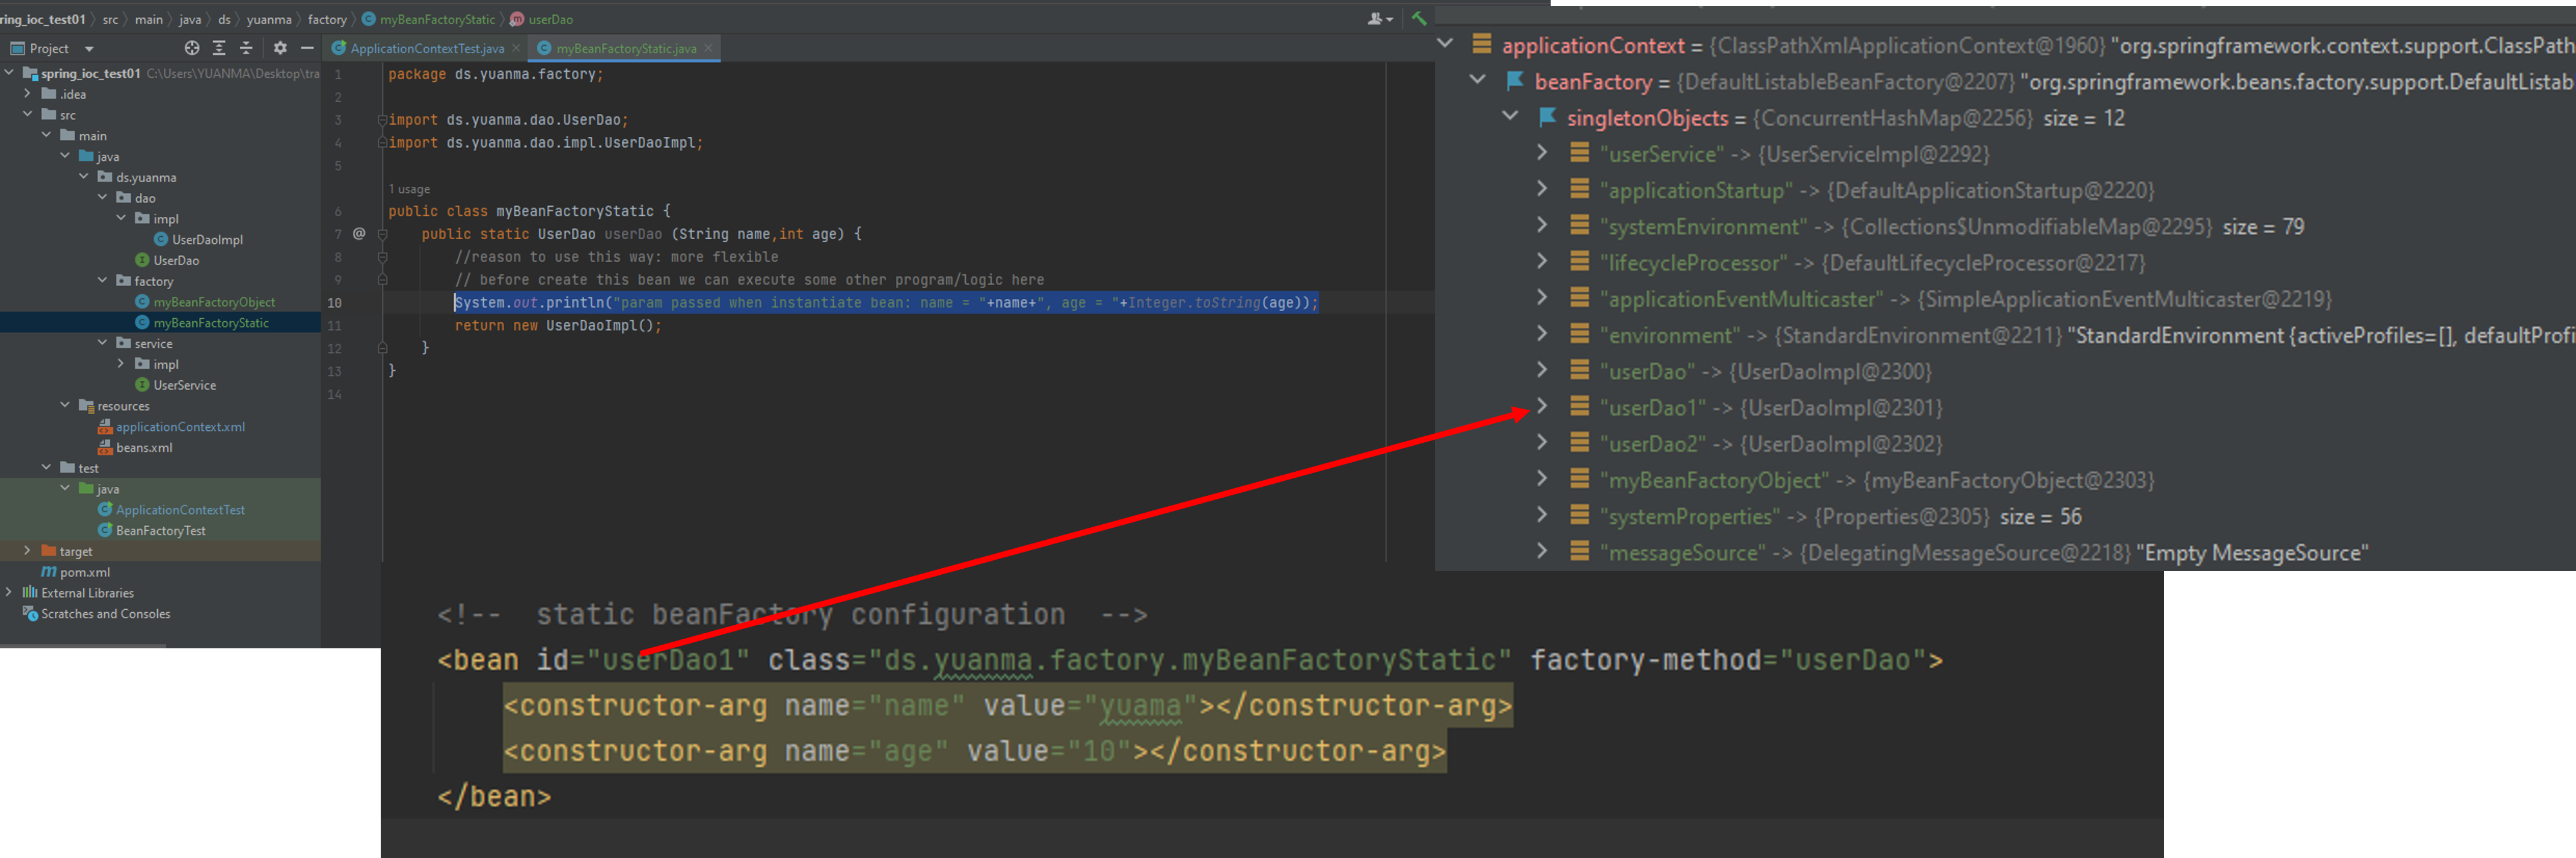 ring_ioc_test01 src main java ds yuanma factory myBeanFactoryStatic userDao
Project
spring_ioc_test01 C:\Users\YUANMA\Desktop\tra
.idea
src
main
java
ds.yuanma
dao
impl
UserDaoImpl
UserDao
factory
myBeanFactoryObject
myBeanFactoryStatic
service
impl
UserService
resources
applicationContext.xml
beans.xml
test
java
ApplicationContextTest
BeanFactoryTest
target
pom.xml
External Libraries
Scratches and Consoles
ApplicationContextTest.java
myBeanFactoryStatic.java
1 package ds.yuanma.factory;
2
3 import ds.yuanma.dao.UserDao;
4 import ds.yuanma.dao.impl.UserDaoImpl;
5
1 usage
6 public class myBeanFactoryStatic {
7 @ public static UserDao userDao (String name,int age) {
8 //reason to use this way: more flexible
9 // before create this bean we can execute some other program/logic here
10 System.out.println("param passed when instantiate bean: name = "+name+", age = "+Integer.toString(age));
11 return new UserDaoImpl();
12 }
13 }
14
applicationContext = {ClassPathXmlApplicationContext@1960} "org.springframework.context.support.ClassPath
beanFactory = {DefaultListableBeanFactory@2207} "org.springframework.beans.factory.support.DefaultListab
singletonObjects = {ConcurrentHashMap@2256} size = 12
"userService" -> {UserServiceImpl@2292}
"applicationStartup" -> {DefaultApplicationStartup@2220}
"systemEnvironment" -> {Collections$UnmodifiableMap@2295} size = 79
"lifecycleProcessor" -> {DefaultLifecycleProcessor@2217}
"applicationEventMulticaster" -> {SimpleApplicationEventMulticaster@2219}
"environment" -> {StandardEnvironment@2211} "StandardEnvironment {activeProfiles=[], defaultProfi
"userDao" -> {UserDaoImpl@2300}
"userDao1" -> {UserDaoImpl@2301}
"userDao2" -> {UserDaoImpl@2302}
"myBeanFactoryObject" -> {myBeanFactoryObject@2303}
"systemProperties" -> {Properties@2305} size = 56
"messageSource" -> {DelegatingMessageSource@2218} "Empty MessageSource"
<!-- static beanFactory configuration -->
<bean id="userDao1" class="ds.yuanma.factory.myBeanFactoryStatic" factory-method="userDao">
<constructor-arg name="name" value="yuama"></constructor-arg>
<constructor-arg name="age" value="10"></constructor-arg>
</bean>